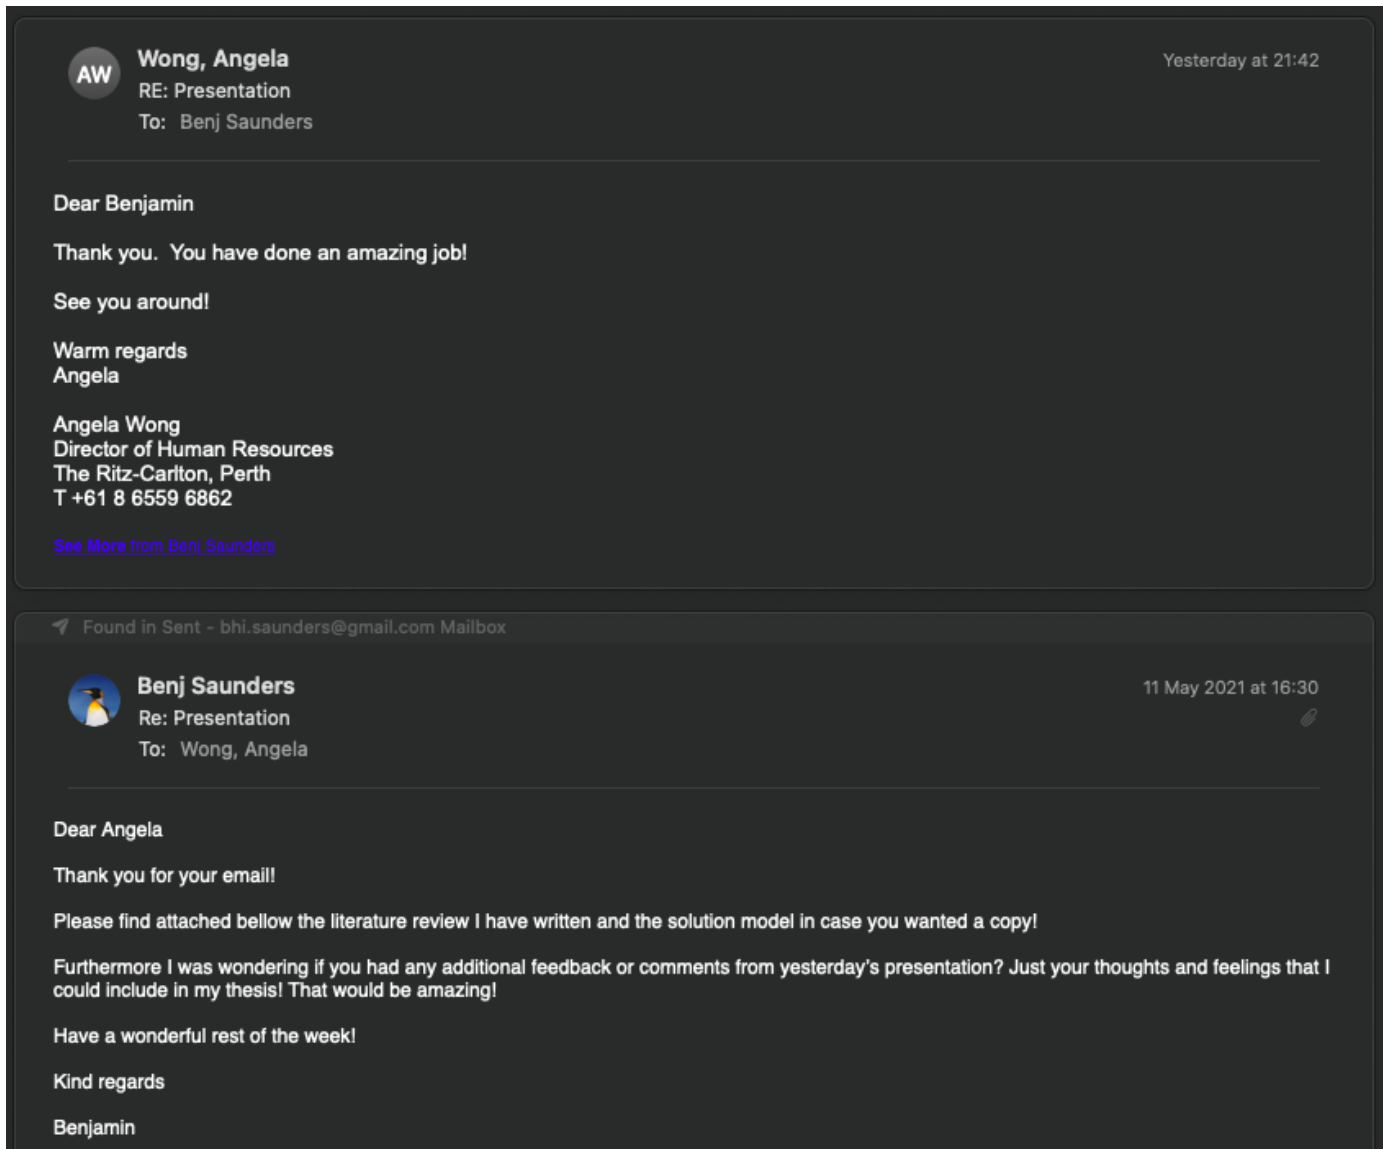 AW
Wong, Angela
Yesterday at 21:42
RE: Presentation
To: Benj Saunders
Dear Benjamin
Thank you.  You have done an amazing job!
See you around!
Warm regards
Angela
Angela Wong
Director of Human Resources
The Ritz-Carlton, Perth
T +61 8 6559 6862
See More from Benj Saunders
Found in Sent - bhi.saunders@gmail.com Mailbox
Benj Saunders
11 May 2021 at 16:30
Re: Presentation
To: Wong, Angela
Dear Angela
Thank you for your email!
Please find attached bellow the literature review I have written and the solution model in case you wanted a copy!
Furthermore I was wondering if you had any additional feedback or comments from yesterday's presentation? Just your thoughts and feelings that I
could include in my thesis! That would be amazing!
Have a wonderful rest of the week!
Kind regards
Benjamin